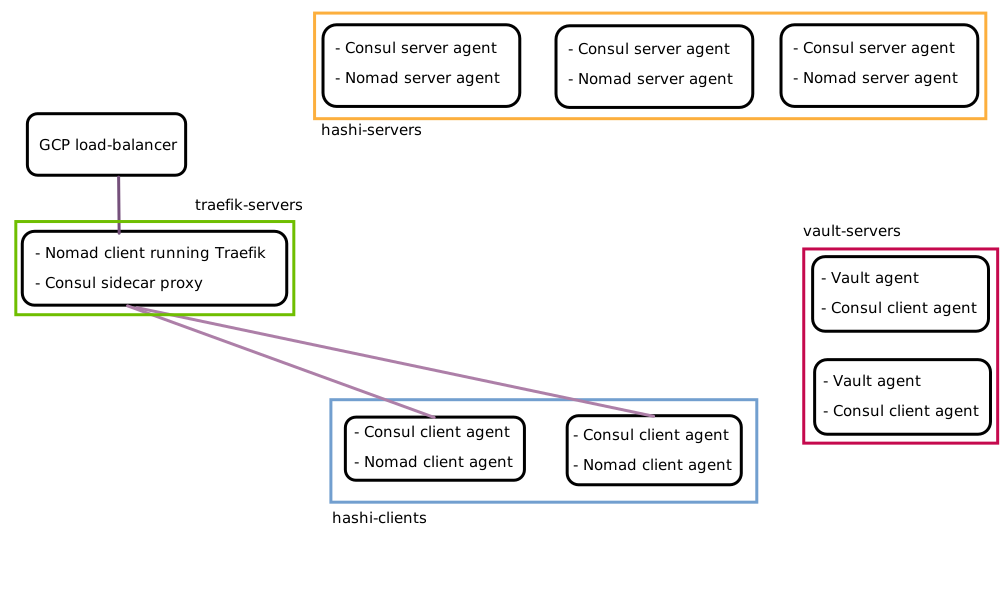 - Consul server agent
- Nomad server agent
- Consul server agent
- Nomad server agent
- Consul server agent
- Nomad server agent
hashi-servers
GCP load-balancer
traefik-servers
- Nomad client running Traefik
- Consul sidecar proxy
vault-servers
- Vault agent
- Consul client agent
- Vault agent
- Consul client agent
- Consul client agent
- Nomad client agent
- Consul client agent
- Nomad client agent
hashi-clients